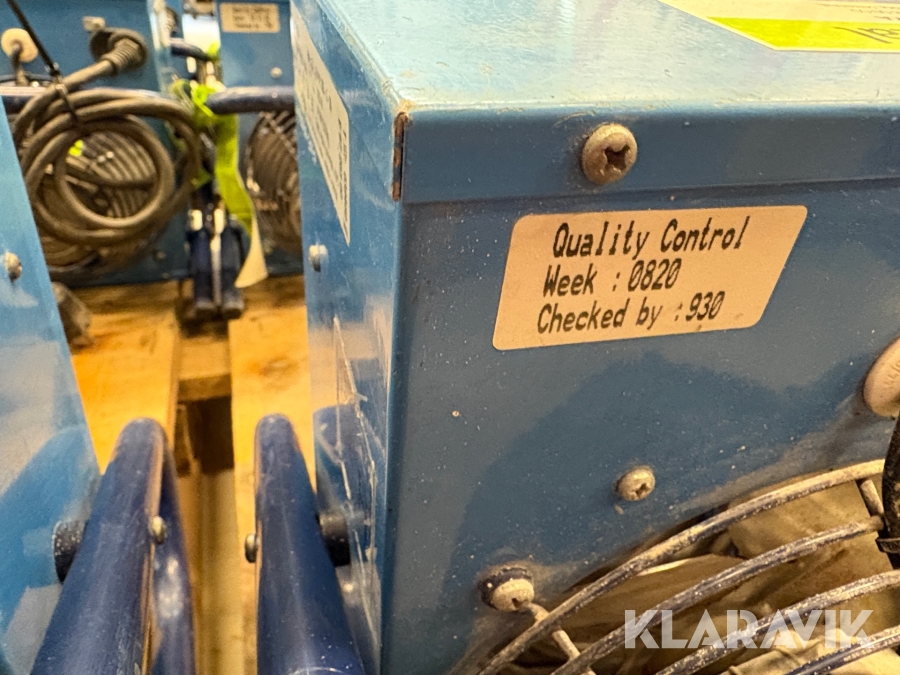 Quality Control
Week : 0820
Checked by : 930
KLARAVIK